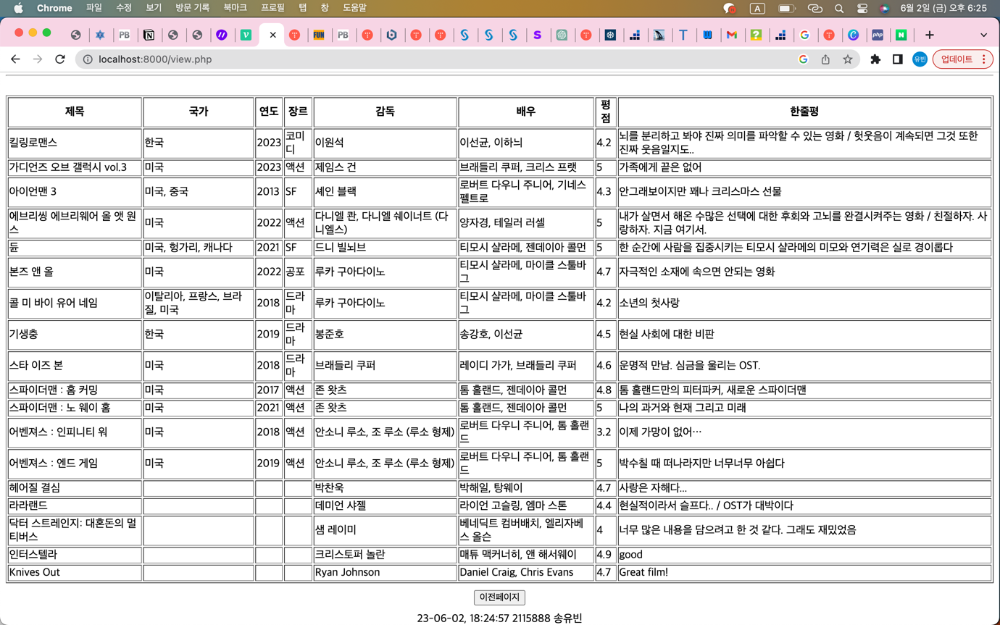 Chrome 파일 수정 보기 방문 기록 북마크 프로필 탭 창 도움말 A 6월 2일 (금) 오후 6:25
PB N V FUN PB S S S S T W M ? G C php N
localhost:8000/view.php G 유빈 업데이트
제목 국가 연도 장르 감독 배우 평
점 한줄평
킬링로맨스 한국 2023 코미
디 이원석 이선균, 이하늬 4.2 뇌를 분리하고 봐야 진짜 의미를 파악할 수 있는 영화 / 헛웃음이 계속되면 그것 또한
진짜 웃음일지도..
가디언즈 오브 갤럭시 vol.3 미국 2023 액션 제임스 건 브래들리 쿠퍼, 크리스 프랫 5 가족에게 끝은 없어
아이언맨 3 미국, 중국 2013 SF 셰인 블랙 로버트 다우니 주니어, 기네스
펠트로 4.3 안그래보이지만 꽤나 크리스마스 선물
에브리씽 에브리웨어 올 앳 원
스 미국 2022 액션 다니엘 콴, 다니엘 쉐이너트 (다
니엘스) 양자경, 테일러 러셀 5 내가 살면서 해온 수많은 선택에 대한 후회와 고뇌를 완결시켜주는 영화 / 친절하자. 사
랑하자. 지금 여기서.
듄 미국, 헝가리, 캐나다 2021 SF 드니 빌뇌브 티모시 샬라메, 젠데이아 콜먼 5 한 순간에 사람을 집중시키는 티모시 샬라메의 미모와 연기력은 실로 경이롭다
본즈 앤 올 미국 2022 공포 루카 구아다이노 티모시 샬라메, 마이클 스툴바
그 4.7 자극적인 소재에 속으면 안되는 영화
콜 미 바이 유어 네임 이탈리아, 프랑스, 브라
질, 미국 2018 드라
마 루카 구아다이노 티모시 샬라메, 마이클 스툴바
그 4.2 소년의 첫사랑
기생충 한국 2019 드라
마 봉준호 송강호, 이선균 4.5 현실 사회에 대한 비판
스타 이즈 본 미국 2018 드라
마 브래들리 쿠퍼 레이디 가가, 브래들리 쿠퍼 4.6 운명적 만남. 심금을 울리는 OST.
스파이더맨 : 홈 커밍 미국 2017 액션 존 왓츠 톰 홀랜드, 젠데이아 콜먼 4.8 톰 홀랜드만의 피터파커, 새로운 스파이더맨
스파이더맨 : 노 웨이 홈 미국 2021 액션 존 왓츠 톰 홀랜드, 젠데이아 콜먼 5 나의 과거와 현재 그리고 미래
어벤져스 : 인피니티 워 미국 2018 액션 안소니 루소, 조 루소 (루소 형제) 로버트 다우니 주니어, 톰 홀랜
드 3.2 이제 가망이 없어…
어벤져스 : 엔드 게임 미국 2019 액션 안소니 루소, 조 루소 (루소 형제) 로버트 다우니 주니어, 톰 홀랜
드 5 박수칠 때 떠나라지만 너무너무 아쉽다
헤어질 결심 박찬욱 박해일, 탕웨이 4.7 사랑은 자해다...
라라랜드 데미언 샤젤 라이언 고슬링, 엠마 스톤 4.4 현실적이라서 슬프다.. / OST가 대박이다
닥터 스트레인지: 대혼돈의 멀
티버스 샘 레이미 베네딕트 컴버배치, 엘리자베
스 올슨 4 너무 많은 내용을 담으려고 한 것 같다. 그래도 재밌었음
인터스텔라 크리스토퍼 놀란 매튜 맥커너히, 앤 해서웨이 4.9 good
Knives Out Ryan Johnson Daniel Craig, Chris Evans 4.7 Great film!
이전페이지
23-06-02, 18:24:57 2115888 송유빈